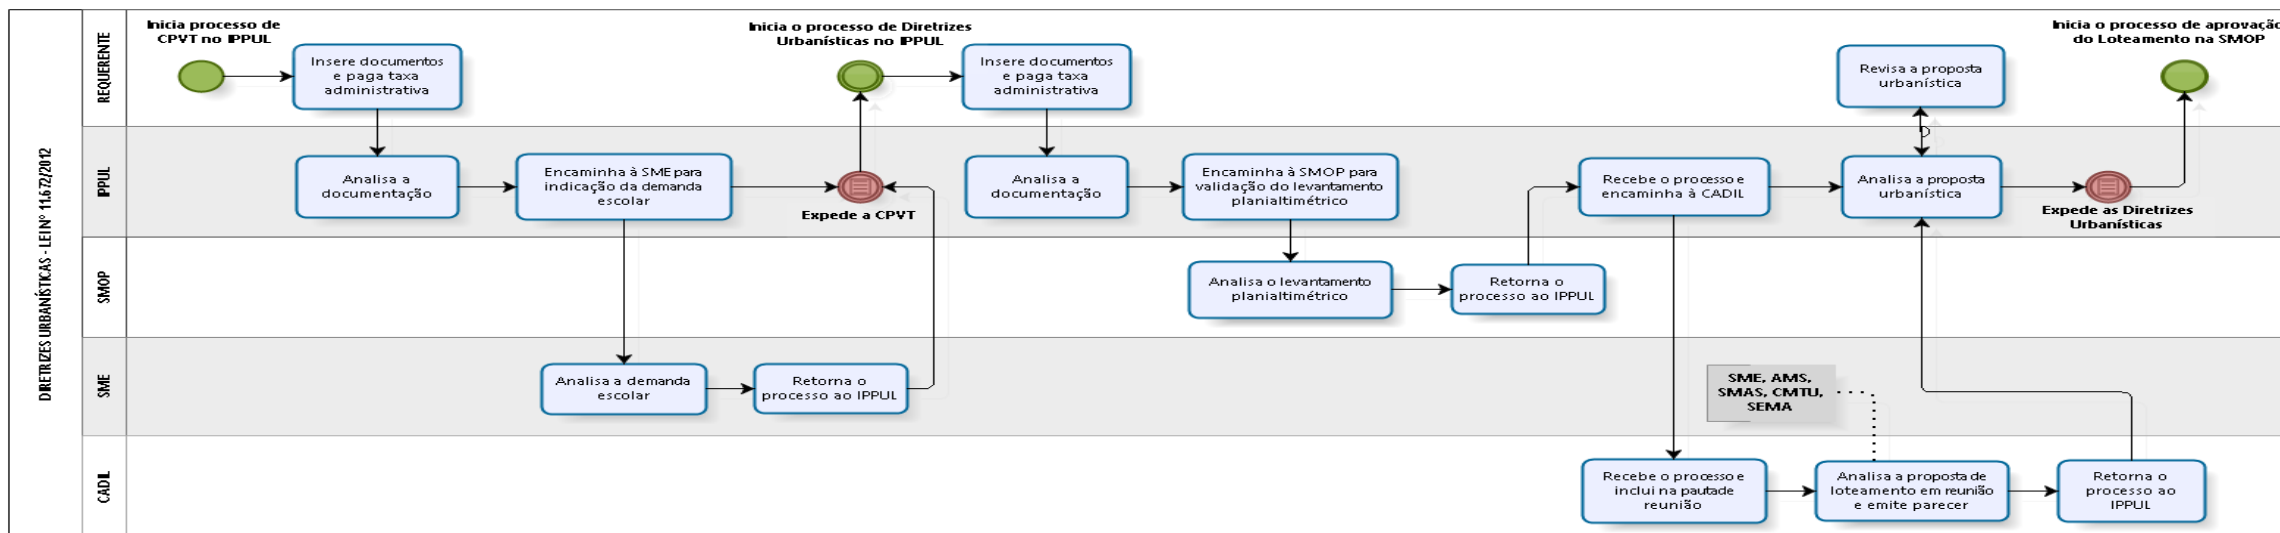 DIRETRIZES URBANÍSTICAS - LEI Nº 11.672/2012
REQUERENTE
Inicia processo de
CPVT no IPPUL
Insere documentos
e paga taxa
administrativa
Inicia o processo de Diretrizes
Urbanísticas no IPPUL
Insere documentos
e paga taxa
administrativa
Revisa a proposta
urbanística
Inicia o processo de aprovação
do Loteamento na SMOP
IPPUL
Analisa a
documentação
Encaminha à SME para
indicação da demanda
escolar
Expede a CPVT
Analisa a
documentação
Encaminha à SMOP para
validação do levantamento
planialtimétrico
Recebe o processo e
encaminha à CADIL
Analisa a proposta
urbanística
Expede as Diretrizes
Urbanísticas
SMOP
Analisa o levantamento
planialtimétrico
Retorna o
processo ao IPPUL
SME
Analisa a demanda
escolar
Retorna o
processo ao IPPUL
SME, AMS,
SMAS, CMTU,
SEMA
CADIL
Recebe o processo e
inclui na pauta de
reunião
Analisa a proposta de
loteamento em reunião
e emite parecer
Retorna o
processo ao
IPPUL